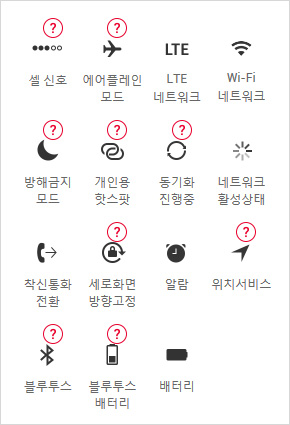 ? ?
LTE
셀 신호 에어플레인 LTE Wi-Fi
모드 네트워크 네트워크
? ? ?
방해금지 개인용 동기화 네트워크
모드 핫스팟 진행중 활성상태
? ?
착신통화 세로화면 알람 위치서비스
전환 방향고정
? ?
블루투스 블루투스 배터리
배터리